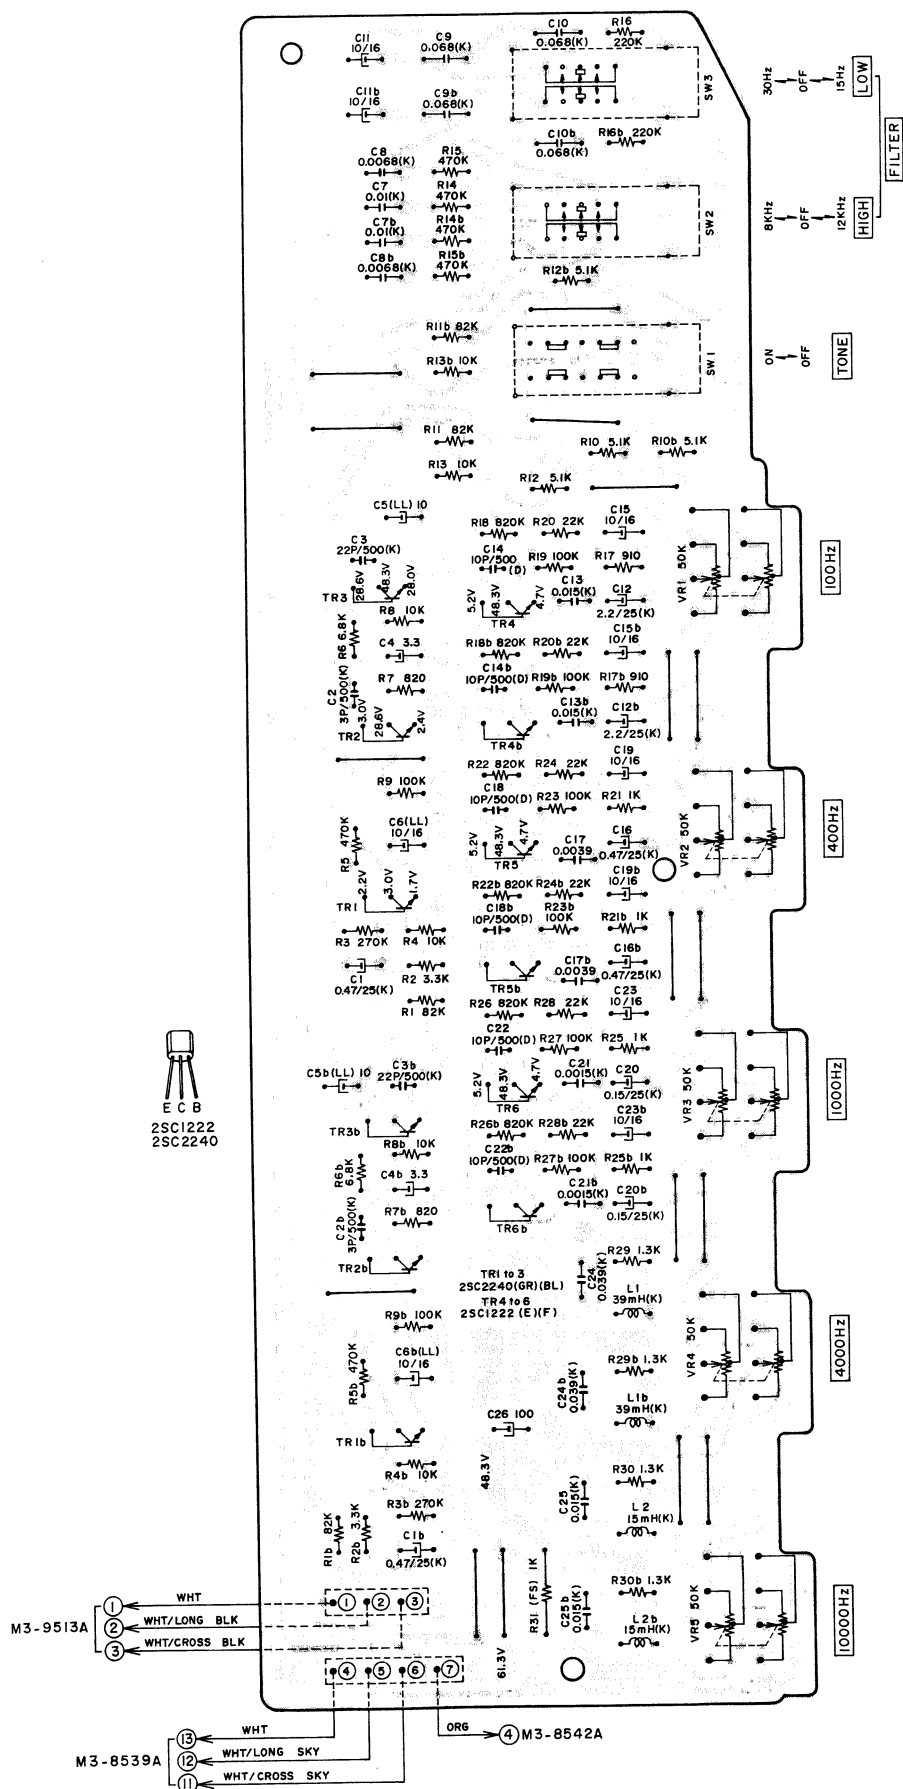 C11
10/16
C9
0.068(K)
C10
0.068(K)
R16
220K
C11b
10/16
C9b
0.068(K)
SW3
30Hz
OFF
15Hz
LOW
FILTER
C10b
0.068(K)
R16b 220K
C8
0.0068(K)
R15
470K
C7
0.01(K)
R14
470K
C7b
0.01(K)
R14b
470K
C8b
0.0068(K)
R15b
470K
SW2
8KHz
OFF
12KHz
HIGH
R12b 5.1K
R11b 82K
R13b 10K
SW1
ON
OFF
TONE
R11 82K
R13 10K
R10 5.1K
R10b 5.1K
R12 5.1K
C5(LL) 10
R18 820K
R20 22K
C15
10/16
C3
22P/500(K)
C14
10P/500
(D)
R19 100K
R17 910
28.6V
48.3V
28.0V
TR3
C13
0.015(K)
C12
2.2/25(K)
5.2V
48.3V
4.7V
TR4
VR1 50K
100Hz
R8 10K
R6 6.8K
C4 3.3
R18b 820K
R20b 22K
C15b
10/16
C14b
10P/500(D)
R19b 100K
R17b 910
C2
3P/500(K)
R7 820
3.0V
28.6V
2.4V
TR2
C13b
0.015(K)
C12b
2.2/25(K)
TR4b
R22 820K
R24 22K
C19
10/16
R9 100K
C18
10P/500(D)
R23 100K
R21 1K
R5 470K
C6(LL)
10/16
5.2V
48.3V
4.7V
TR5
C17
0.0039
C16
0.47/25(K)
VR2 50K
400Hz
2.2V
3.0V
1.7V
TR1
R22b 820K
R24b 22K
C19b
10/16
C18b
10P/500(D)
R23b
100K
R21b 1K
R3 270K
R4 10K
C1
0.47/25(K)
R2 3.3K
R1 82K
TR5b
C17b
0.0039
C16b
0.47/25(K)
R26 820K
R28 22K
C23
10/16
C22
10P/500(D)
R27 100K
R25 1K
E C B
2SC1222
2SC2240
C5b(LL) 10
C3b
22P/500(K)
5.2V
48.3V
4.7V
TR6
C21
0.0015(K)
C20
0.15/25(K)
VR3 50K
1000Hz
TR3b
R8b 10K
R26b 820K
R28b 22K
C23b
10/16
C22b
10P/500(D)
R27b 100K
R25b 1K
R6b
6.8K
C4b 3.3
C2b
3P/500(K)
R7b 820
TR6b
C21b
0.0015(K)
C20b
0.15/25(K)
TR2b
TR1 to 3
2SC2240(GR)(BL)
TR4 to 6
2SC1222 (E)(F)
C24
0.039(K)
R29 1.3K
L1
39mH(K)
R9b 100K
R5b 470K
C6b(LL)
10/16
VR4 50K
4000Hz
R29b 1.3K
C24b
0.039(K)
L1b
39mH(K)
TR1b
C26 100
48.3V
R4b 10K
R30 1.3K
C25
0.015(K)
L2
15mH(K)
R1b 82K
R2b 3.3K
R3b 270K
C1b
0.47/25(K)
R31 (FS) 1K
C25b
0.015(K)
R30b 1.3K
L2b
15mH(K)
VR5 50K
10000Hz
61.3V
M3-9513A
1 WHT 1 2 3
2 WHT/LONG BLK
3 WHT/CROSS BLK
4 5 6 7
M3-8539A
13 WHT
12 WHT/LONG SKY
11 WHT/CROSS SKY
ORG 4 M3-8542A